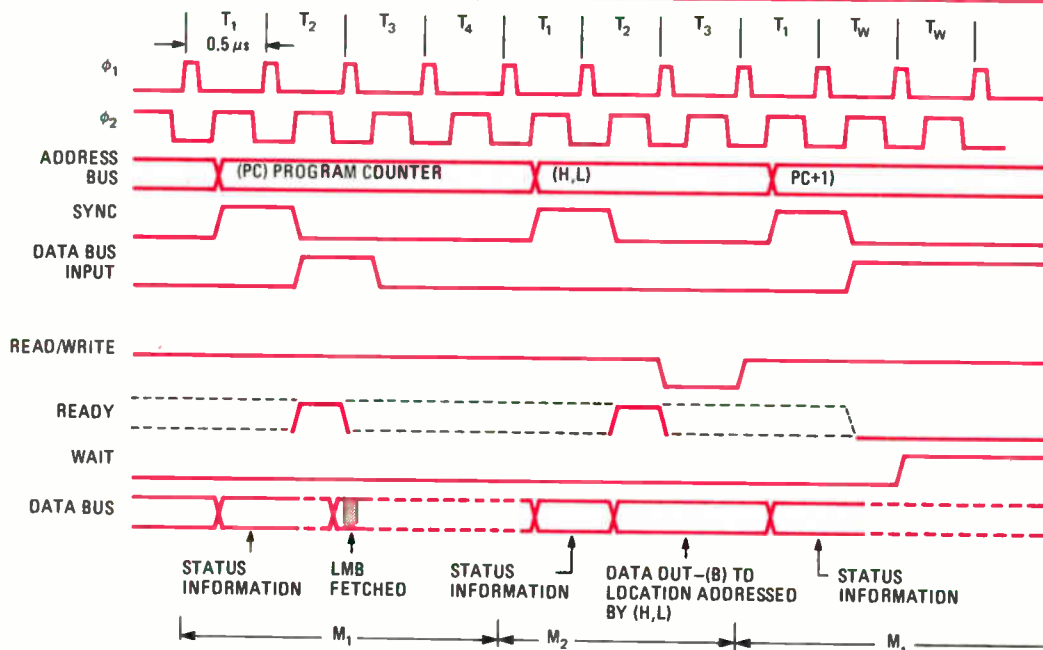 T1 T2 T3 T4 T1 T2 T3 T1 TW TW
0.5 μs
ϕ1
ϕ2
ADDRESS
BUS
(PC) PROGRAM COUNTER
(H,L)
PC+1)
SYNC
DATA BUS
INPUT
READ/WRITE
READY
WAIT
DATA BUS
STATUS
INFORMATION
LMB
FETCHED
STATUS
INFORMATION
DATA OUT–(B) TO
LOCATION ADDRESSED
BY (H,L)
STATUS
INFORMATION
M1
M2